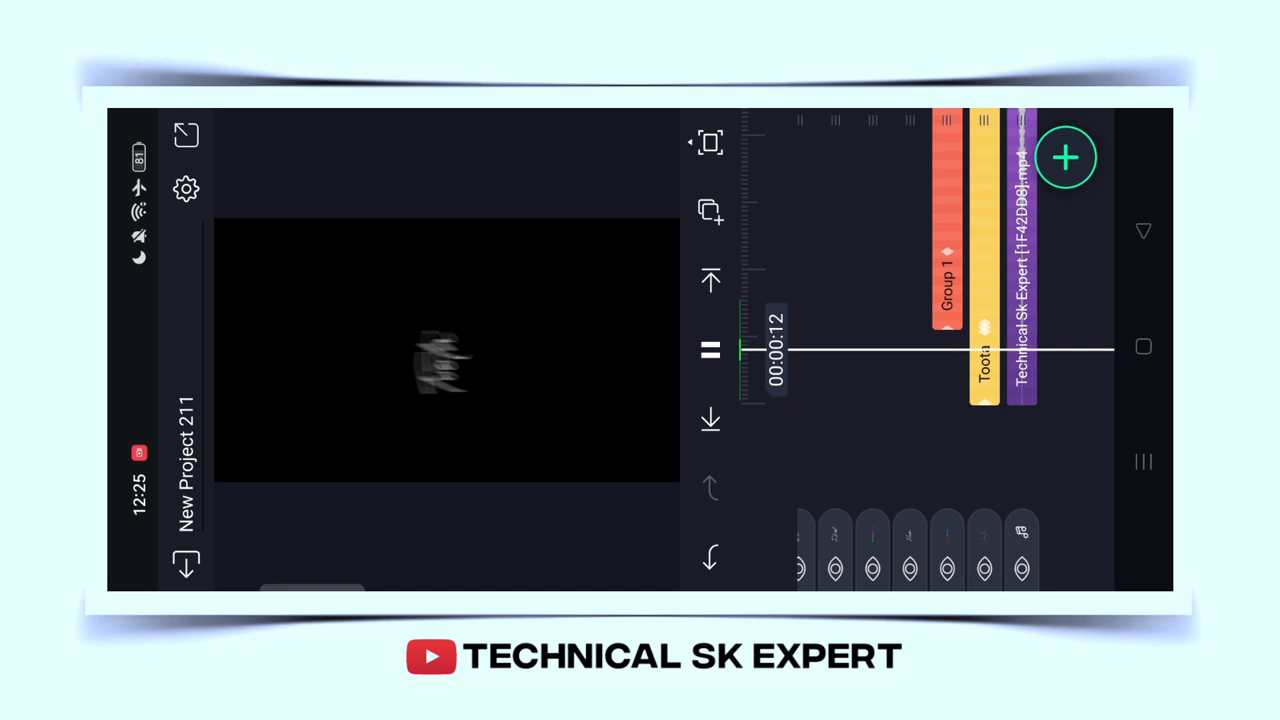 12:25
81
New Project 211
00:00:12
Group 1
Toota
Technical Sk Expert [1F42DD8].mp4
TECHNICAL SK EXPERT